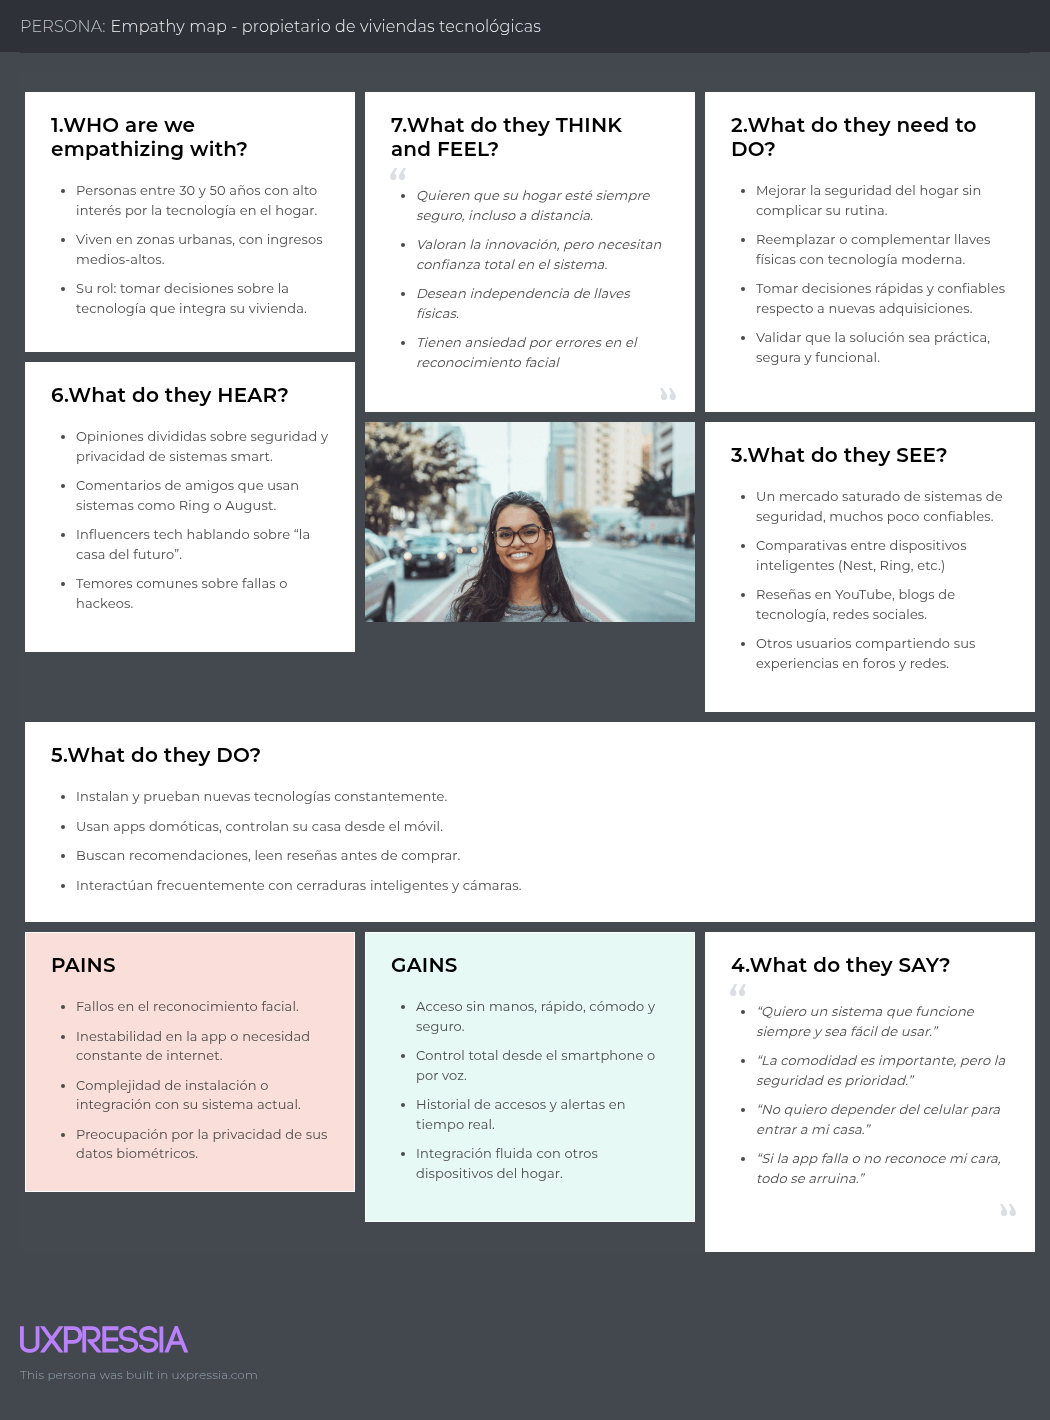 PERSONA: Empathy map - propietario de viviendas tecnológicas
1.WHO are we
empathizing with?
• Personas entre 30 y 50 años con alto
interés por la tecnología en el hogar.
• Viven en zonas urbanas, con ingresos
medios-altos.
• Su rol: tomar decisiones sobre la
tecnología que integra su vivienda.
7.What do they THINK
and FEEL?
“
• Quieren que su hogar esté siempre
seguro, incluso a distancia.
• Valoran la innovación, pero necesitan
confianza total en el sistema.
• Desean independencia de llaves
físicas.
• Tienen ansiedad por errores en el
reconocimiento facial
”
2.What do they need to
DO?
• Mejorar la seguridad del hogar sin
complicar su rutina.
• Reemplazar o complementar llaves
físicas con tecnología moderna.
• Tomar decisiones rápidas y confiables
respecto a nuevas adquisiciones.
• Validar que la solución sea práctica,
segura y funcional.
6.What do they HEAR?
• Opiniones divididas sobre seguridad y
privacidad de sistemas smart.
• Comentarios de amigos que usan
sistemas como Ring o August.
• Influencers tech hablando sobre “la
casa del futuro”.
• Temores comunes sobre fallas o
hackeos.
3.What do they SEE?
• Un mercado saturado de sistemas de
seguridad, muchos poco confiables.
• Comparativas entre dispositivos
inteligentes (Nest, Ring, etc.)
• Reseñas en YouTube, blogs de
tecnología, redes sociales.
• Otros usuarios compartiendo sus
experiencias en foros y redes.
5.What do they DO?
• Instalan y prueban nuevas tecnologías constantemente.
• Usan apps domóticas, controlan su casa desde el móvil.
• Buscan recomendaciones, leen reseñas antes de comprar.
• Interactúan frecuentemente con cerraduras inteligentes y cámaras.
PAINS
• Fallos en el reconocimiento facial.
• Inestabilidad en la app o necesidad
constante de internet.
• Complejidad de instalación o
integración con su sistema actual.
• Preocupación por la privacidad de sus
datos biométricos.
GAINS
• Acceso sin manos, rápido, cómodo y
seguro.
• Control total desde el smartphone o
por voz.
• Historial de accesos y alertas en
tiempo real.
• Integración fluida con otros
dispositivos del hogar.
4.What do they SAY?
“
• “Quiero un sistema que funcione
siempre y sea fácil de usar.”
• “La comodidad es importante, pero la
seguridad es prioridad.”
• “No quiero depender del celular para
entrar a mi casa.”
• “Si la app falla o no reconoce mi cara,
todo se arruina.”
”
UXPRESSIA
This persona was built in uxpressia.com